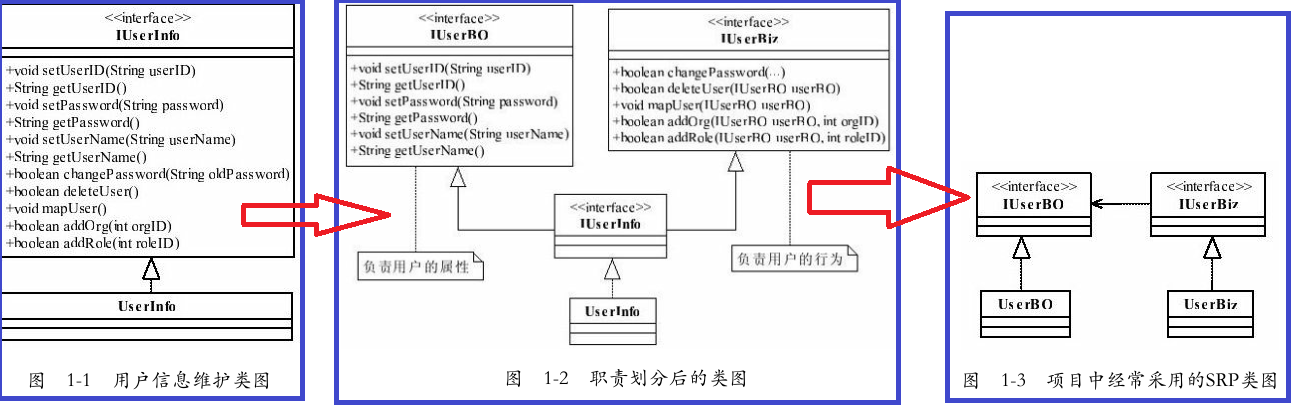 <<interface>>
IUserInfo
+void setUserID(String userID)
+String getUserID()
+void setPassword(String password)
+String getPassword()
+void setUserName(String userName)
+String getUserName()
+boolean changePassword(String oldPassword)
+boolean deleteUser()
+void mapUser()
+boolean addOrg(int orgID)
+boolean addRole(int roleID)
UserInfo
图 1-1 用户信息维护类图
<<interface>>
IUserBO
+void setUserID(String userID)
+String getUserID()
+void setPassword(String password)
+String getPassword()
+void setUserName(String userName)
+String getUserName()
<<interface>>
IUserBiz
+boolean changePassword(...)
+boolean deleteUser(IUserBO userBO)
+void mapUser(IUserBO userBO)
+boolean addOrg(IUserBO userBO, int orgID)
+boolean addRole(IUserBO userBO, int roleID)
<<interface>>
IUserInfo
负责用户的属性
负责用户的行为
UserInfo
图 1-2 职责划分后的类图
<<interface>>
IUserBO
<<interface>>
IUserBiz
UserBO
UserBiz
图 1-3 项目中经常采用的SRP类图